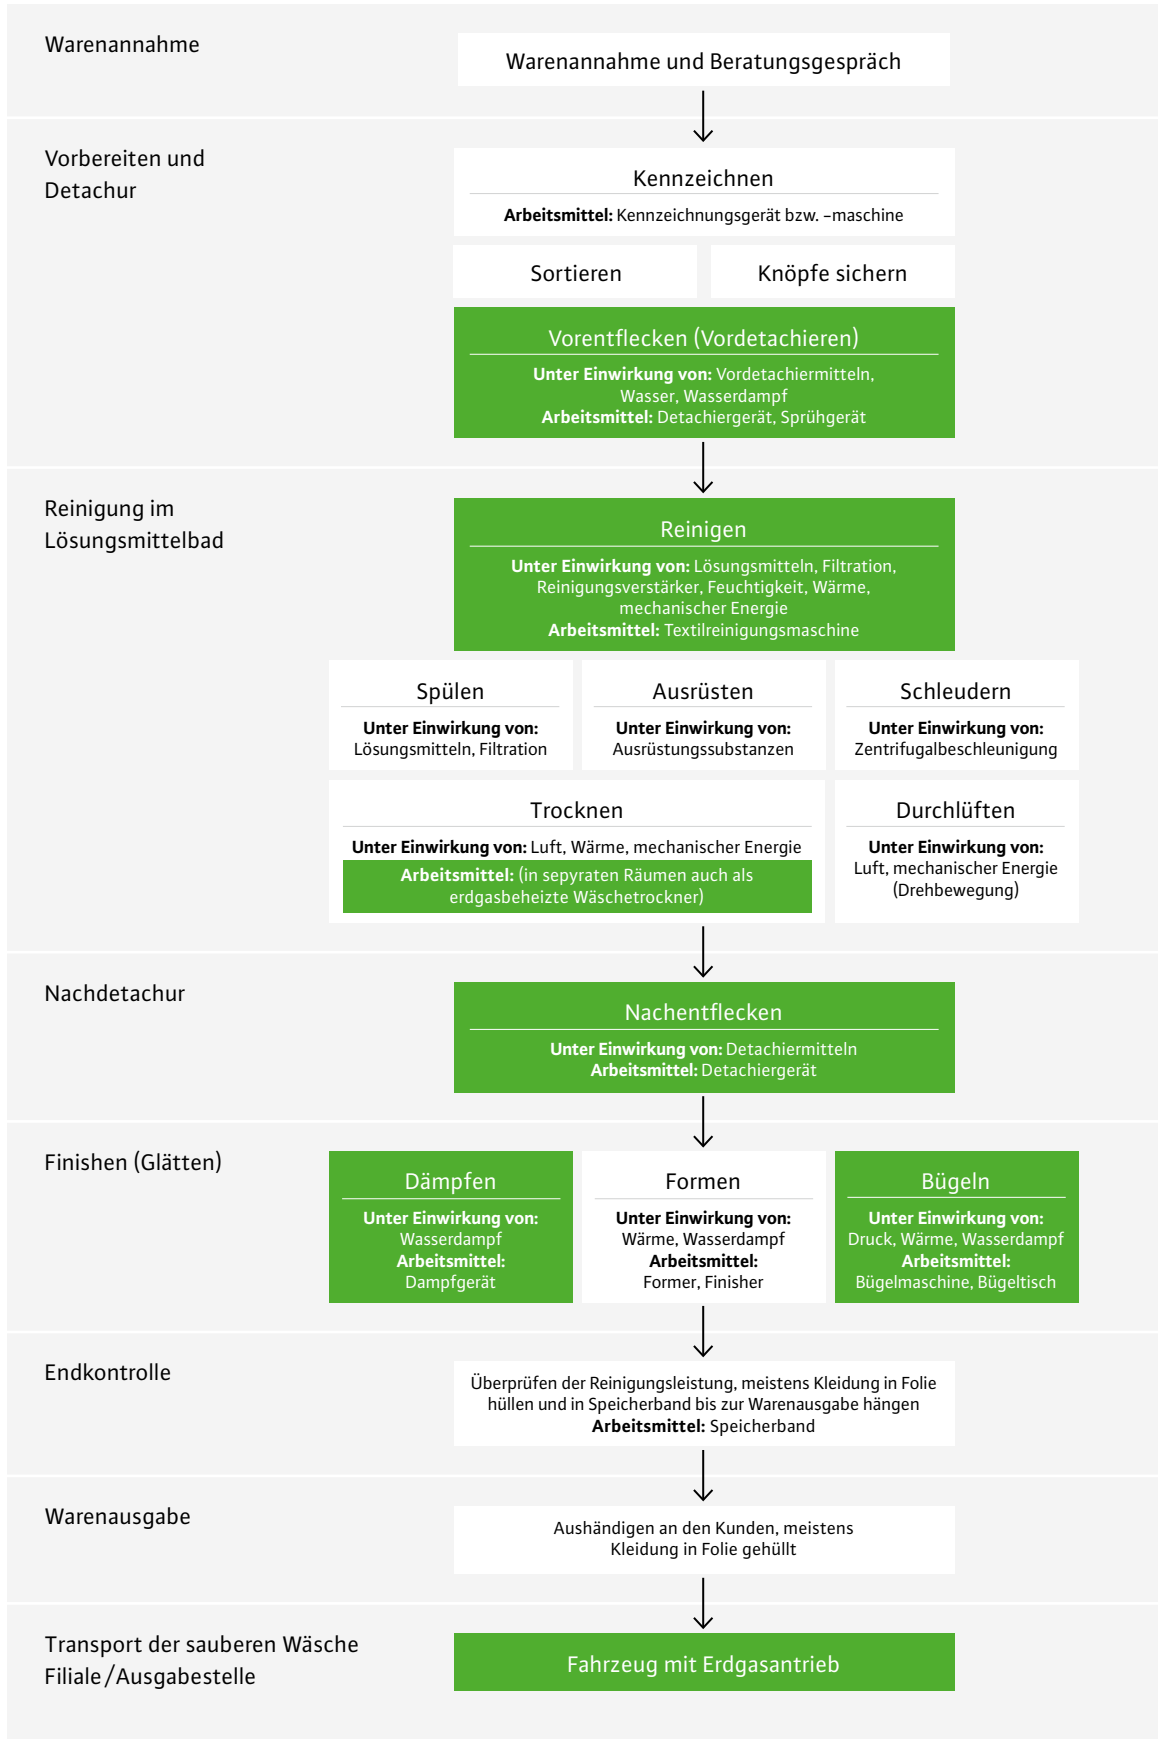 Warenannahme
Warenannahme und Beratungsgespräch
Vorbereiten und
Detachur
Kennzeichnen
Arbeitsmittel: Kennzeichnungsgerät bzw. –maschine
Sortieren
Knöpfe sichern
Vorentflecken (Vordetachieren)
Unter Einwirkung von: Vordetachiermitteln,
Wasser, Wasserdampf
Arbeitsmittel: Detachiergerät, Sprühgerät
Reinigung im
Lösungsmittelbad
Reinigen
Unter Einwirkung von: Lösungsmitteln, Filtration,
Reinigungsverstärker, Feuchtigkeit, Wärme,
mechanischer Energie
Arbeitsmittel: Textilreinigungsmaschine
Spülen
Unter Einwirkung von:
Lösungsmitteln, Filtration
Ausrüsten
Unter Einwirkung von:
Ausrüstungssubstanzen
Schleudern
Unter Einwirkung von:
Zentrifugalbeschleunigung
Trocknen
Unter Einwirkung von: Luft, Wärme, mechanischer Energie
Arbeitsmittel: (in sepyraten Räumen auch als
erdgasbeheizte Wäschetrockner)
Durchlüften
Unter Einwirkung von:
Luft, mechanischer Energie
(Drehbewegung)
Nachdetachur
Nachentflecken
Unter Einwirkung von: Detachiermitteln
Arbeitsmittel: Detachiergerät
Finishen (Glätten)
Dämpfen
Unter Einwirkung von:
Wasserdampf
Arbeitsmittel:
Dampfgerät
Formen
Unter Einwirkung von:
Wärme, Wasserdampf
Arbeitsmittel:
Former, Finisher
Bügeln
Unter Einwirkung von:
Druck, Wärme, Wasserdampf
Arbeitsmittel:
Bügelmaschine, Bügeltisch
Endkontrolle
Überprüfen der Reinigungsleistung, meistens Kleidung in Folie
hüllen und in Speicherband bis zur Warenausgabe hängen
Arbeitsmittel: Speicherband
Warenausgabe
Aushändigen an den Kunden, meistens
Kleidung in Folie gehüllt
Transport der sauberen Wäsche
Filiale/Ausgabestelle
Fahrzeug mit Erdgasantrieb